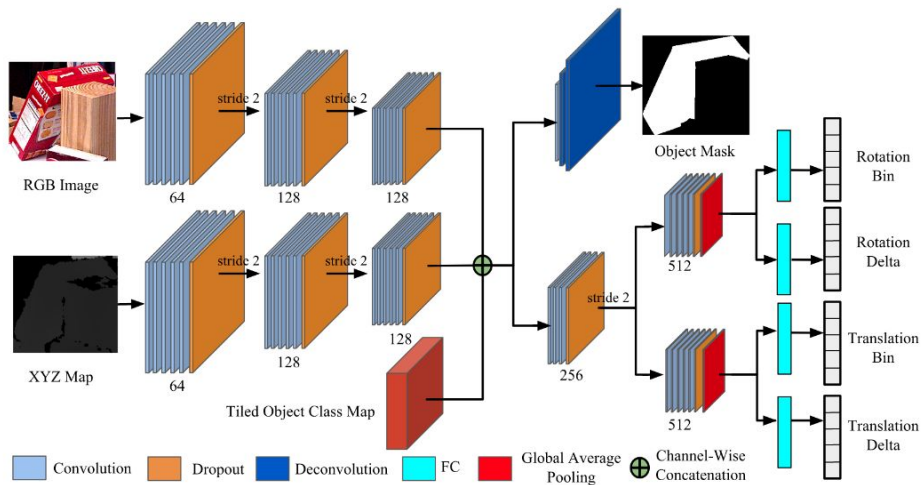 RGB Image
64
stride 2
128
stride 2
128
Object Mask
Rotation
Bin
Rotation
Delta
512
XYZ Map
64
stride 2
128
stride 2
128
256
stride 2
Translation
Bin
512
Translation
Delta
Tiled Object Class Map
Convolution
Dropout
Deconvolution
FC
Global Average
Pooling
Channel-Wise
Concatenation